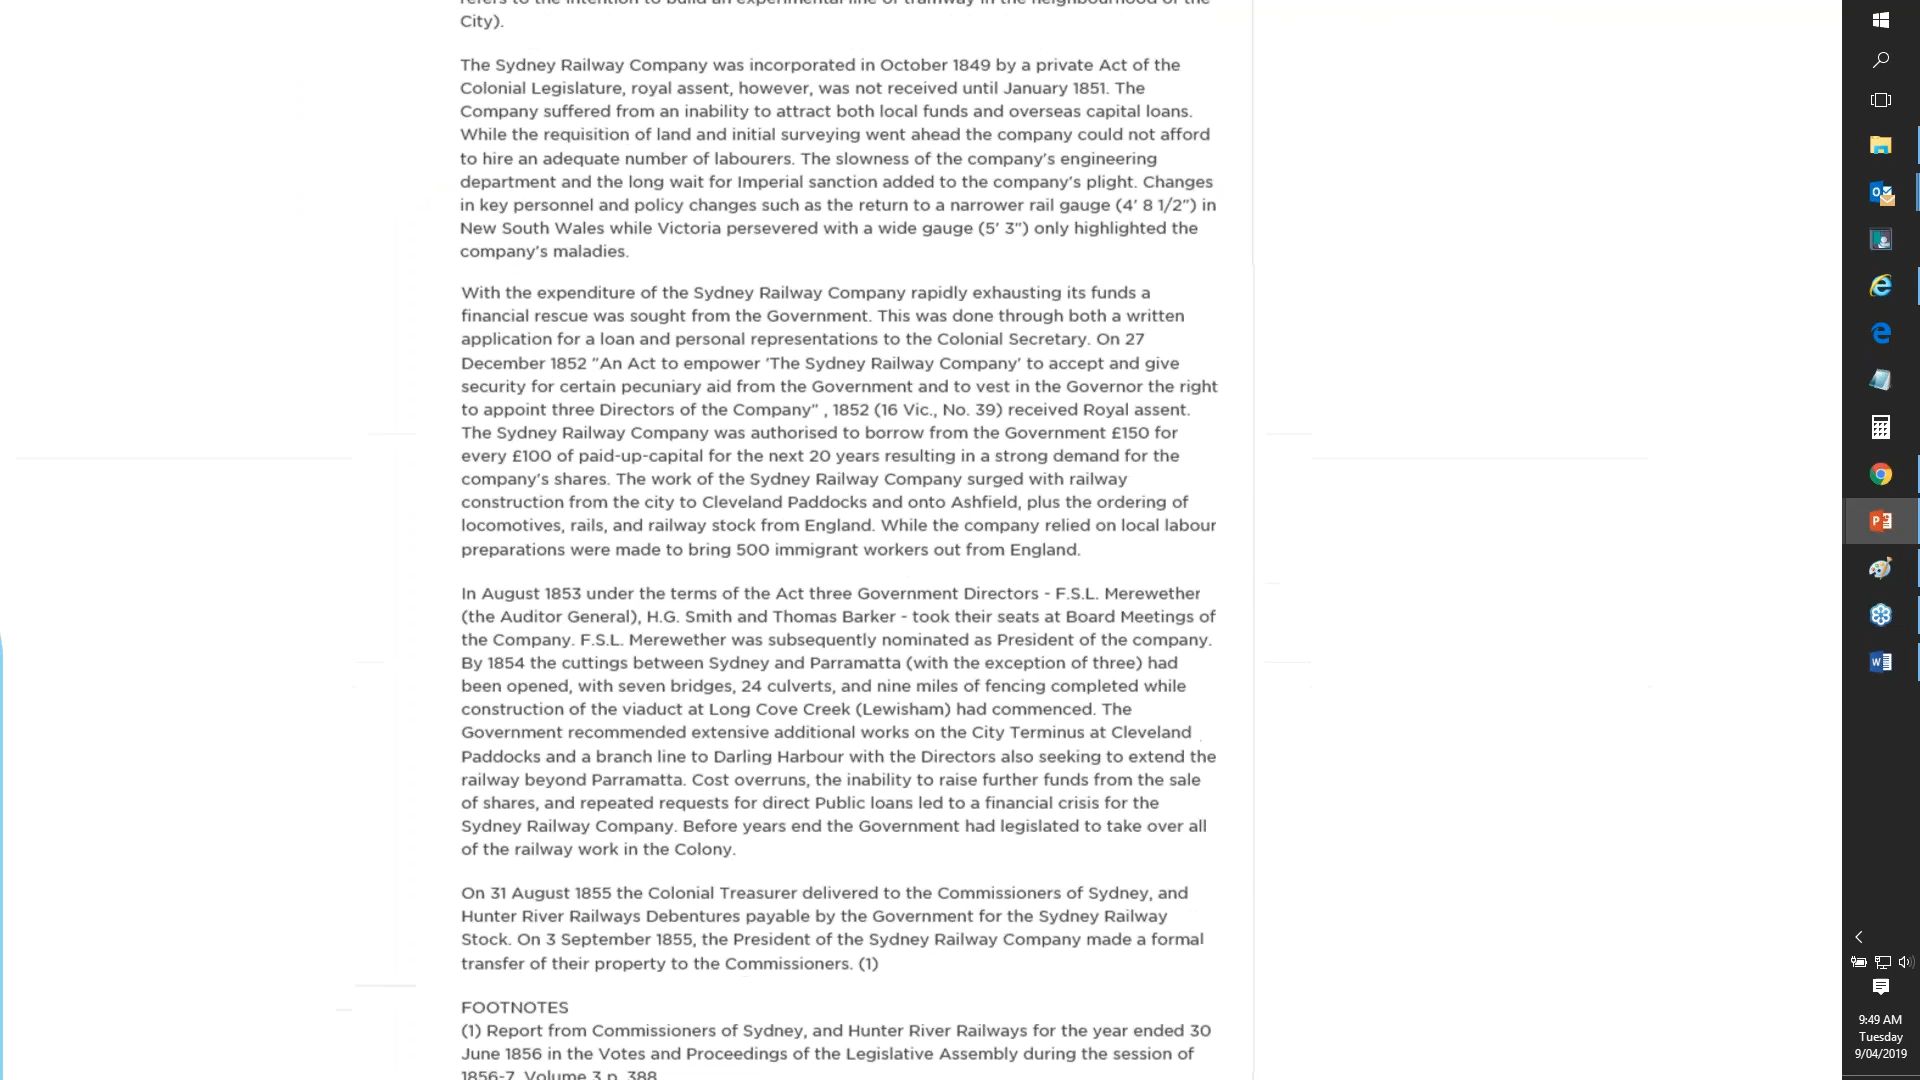 refers to the intention to build an experimental line of tramway in the neighbourhood of the
City).
The Sydney Railway Company was incorporated in October 1849 by a private Act of the
Colonial Legislature, royal assent, however, was not received until January 1851. The
Company suffered from an inability to attract both local funds and overseas capital loans.
While the requisition of land and initial surveying went ahead the company could not afford
to hire an adequate number of labourers. The slowness of the company's engineering
department and the long wait for Imperial sanction added to the company's plight. Changes
in key personnel and policy changes such as the return to a narrower rail gauge (4' 8 1/2") in
New South Wales while Victoria persevered with a wide gauge (5' 3") only highlighted the
company's maladies.
With the expenditure of the Sydney Railway Company rapidly exhausting its funds a
financial rescue was sought from the Government. This was done through both a written
application for a loan and personal representations to the Colonial Secretary. On 27
December 1852 "An Act to empower 'The Sydney Railway Company' to accept and give
security for certain pecuniary aid from the Government and to vest in the Governor the right
to appoint three Directors of the Company" , 1852 (16 Vic., No. 39) received Royal assent.
The Sydney Railway Company was authorised to borrow from the Government £150 for
every £100 of paid-up-capital for the next 20 years resulting in a strong demand for the
company's shares. The work of the Sydney Railway Company surged with railway
construction from the city to Cleveland Paddocks and onto Ashfield, plus the ordering of
locomotives, rails, and railway stock from England. While the company relied on local labour
preparations were made to bring 500 immigrant workers out from England.
In August 1853 under the terms of the Act three Government Directors - F.S.L. Merewether
(the Auditor General), H.G. Smith and Thomas Barker - took their seats at Board Meetings of
the Company. F.S.L. Merewether was subsequently nominated as President of the company.
By 1854 the cuttings between Sydney and Parramatta (with the exception of three) had
been opened, with seven bridges, 24 culverts, and nine miles of fencing completed while
construction of the viaduct at Long Cove Creek (Lewisham) had commenced. The
Government recommended extensive additional works on the City Terminus at Cleveland
Paddocks and a branch line to Darling Harbour with the Directors also seeking to extend the
railway beyond Parramatta. Cost overruns, the inability to raise further funds from the sale
of shares, and repeated requests for direct Public loans led to a financial crisis for the
Sydney Railway Company. Before years end the Government had legislated to take over all
of the railway work in the Colony.
On 31 August 1855 the Colonial Treasurer delivered to the Commissioners of Sydney, and
Hunter River Railways Debentures payable by the Government for the Sydney Railway
Stock. On 3 September 1855, the President of the Sydney Railway Company made a formal
transfer of their property to the Commissioners. (1)
FOOTNOTES
(1) Report from Commissioners of Sydney, and Hunter River Railways for the year ended 30
June 1856 in the Votes and Proceedings of the Legislative Assembly during the session of
1856-7, Volume 3 p. 388
9:49 AM
Tuesday
9/04/2019